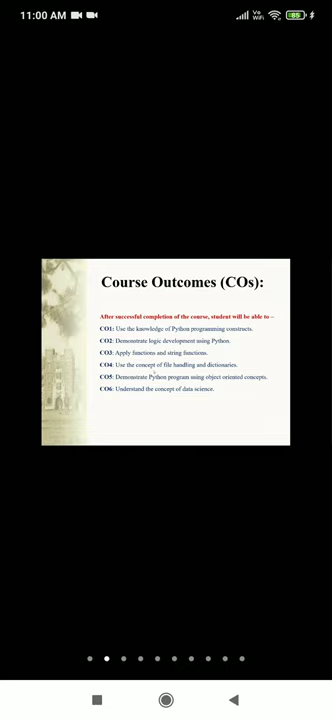 11:00 AM
Vo
WiFi
85
Course Outcomes (COs):
After successful completion of the course, student will be able to –
CO1: Use the knowledge of Python programming constructs.
CO2: Demonstrate logic development using Python.
CO3: Apply functions and string functions.
CO4: Use the concept of file handling and dictionaries.
CO5: Demonstrate Python program using object oriented concepts.
CO6: Understand the concept of data science.